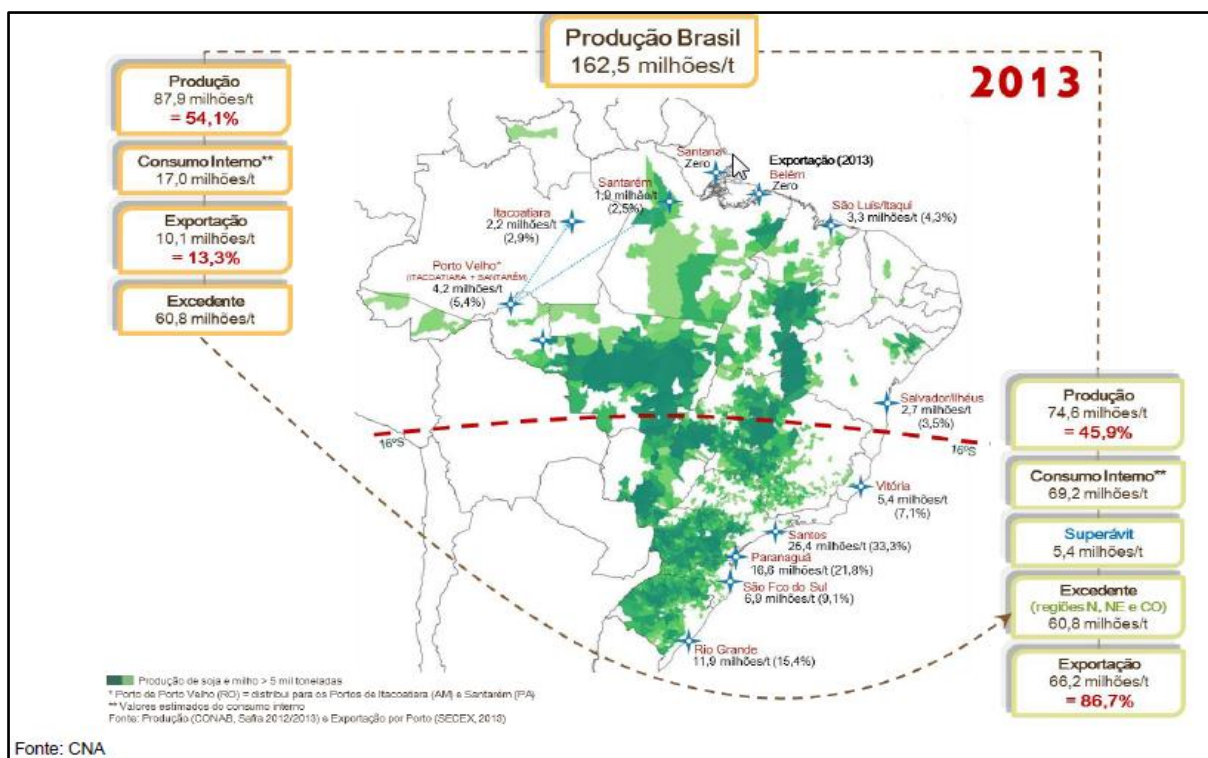 Produção Brasil
162,5 milhões/t
2013
Produção
87,9 milhões/t
= 54,1%
Consumo Interno**
17,0 milhões/t
Exportação
10,1 milhões/t
= 13,3%
Excedente
60,8 milhões/t
Santana
Zero
Exportação (2013)
Belém
Zero
Santarém
1,9 milhão/t
(2,5%)
São Luís/Itaqui
3,3 milhões/t (4,3%)
Itacoatiara
2,2 milhões/t
(2,9%)
Porto Velho*
(ITACOATIARA + SANTARÉM)
4,2 milhões/t
(5,4%)
Salvador/Ilhéus
2,7 milhões/t
(3,5%)
16ºS
16ºS
Vitória
5,4 milhões/t
(7,1%)
Santos
25,4 milhões/t (33,3%)
Paranaguá
16,6 milhões/t (21,8%)
São Fco do Sul
6,9 milhões/t (9,1%)
Rio Grande
11,9 milhões/t (15,4%)
Produção
74,6 milhões/t
= 45,9%
Consumo Interno**
69,2 milhões/t
Superávit
5,4 milhões/t
Excedente
(regiões N, NE e CO)
60,8 milhões/t
Exportação
66,2 milhões/t
= 86,7%
Produção de soja e milho > 5 mil toneladas
* Porto de Porto Velho (RO) = distribui para os Portos de Itacoatiara (AM) e Santarém (PA)
** Valores estimados do consumo interno
Fonte: Produção (CONAB, Safra 2012/2013) e Exportação por Porto (SECEX, 2013)
Fonte: CNA